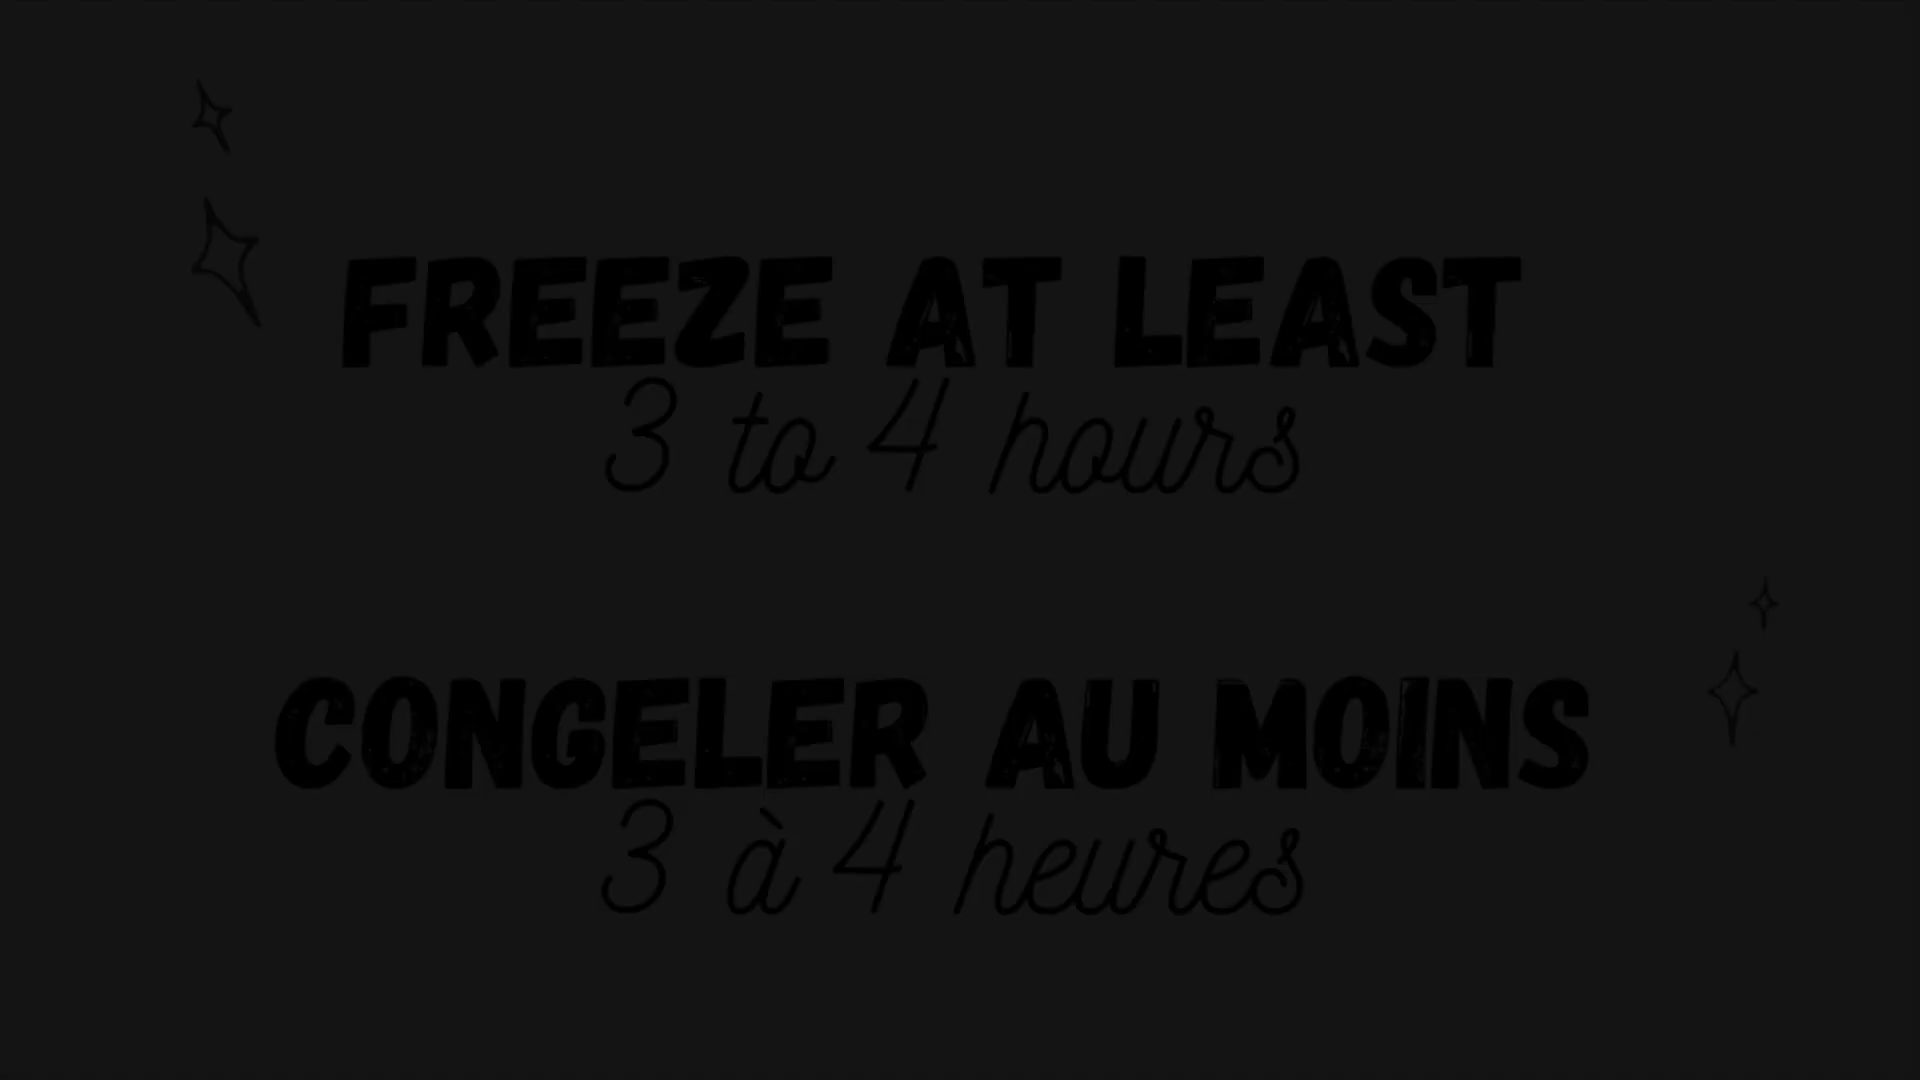 FREEZE AT LEAST
3 to 4 hours
CONGELER AU MOINS
3 à 4 heures